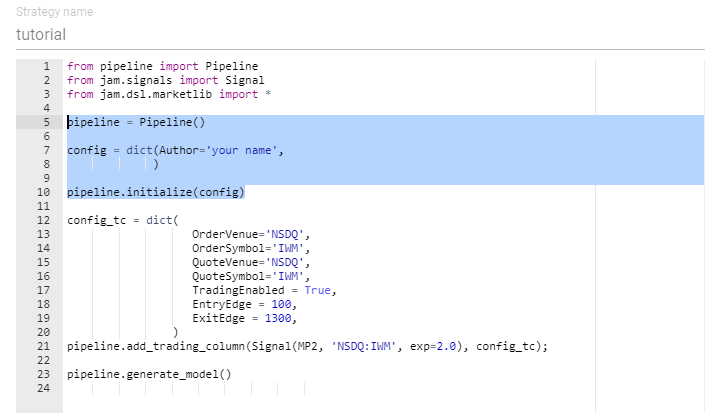 Strategy name
tutorial
1 from pipeline import Pipeline
2 from jam.signals import Signal
3 from jam.dsl.marketlib import *
4
5 pipeline = Pipeline()
6
7 config = dict(Author='your name',
8 )
9
10 pipeline.initialize(config)
11
12 config_tc = dict(
13 OrderVenue='NSDQ',
14 OrderSymbol='IWM',
15 QuoteVenue='NSDQ',
16 QuoteSymbol='IWM',
17 TradingEnabled = True,
18 EntryEdge = 100,
19 ExitEdge = 1300,
20 )
21 pipeline.add_trading_column(Signal(MP2, 'NSDQ:IWM', exp=2.0), config_tc);
22
23 pipeline.generate_model()
24